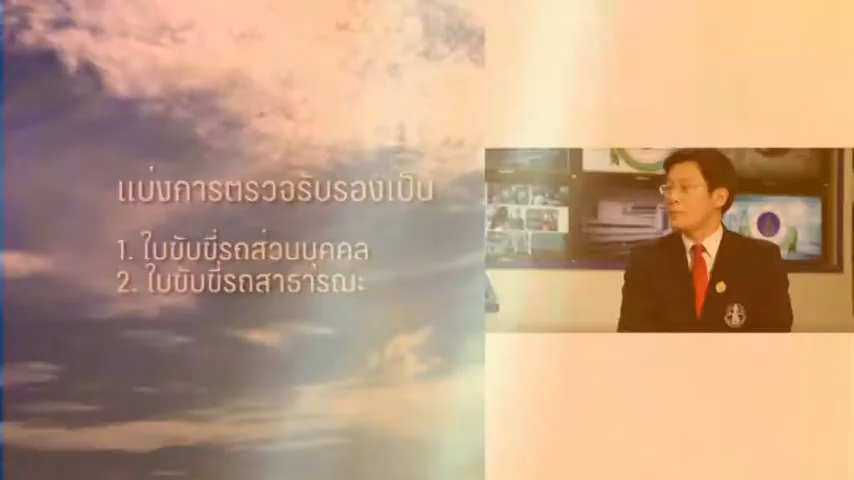 แบ่งการตรวจรับรองเป็น
1. ใบขับขี่รถส่วนบุคคล
2. ใบขับขี่รถสาธารณะ